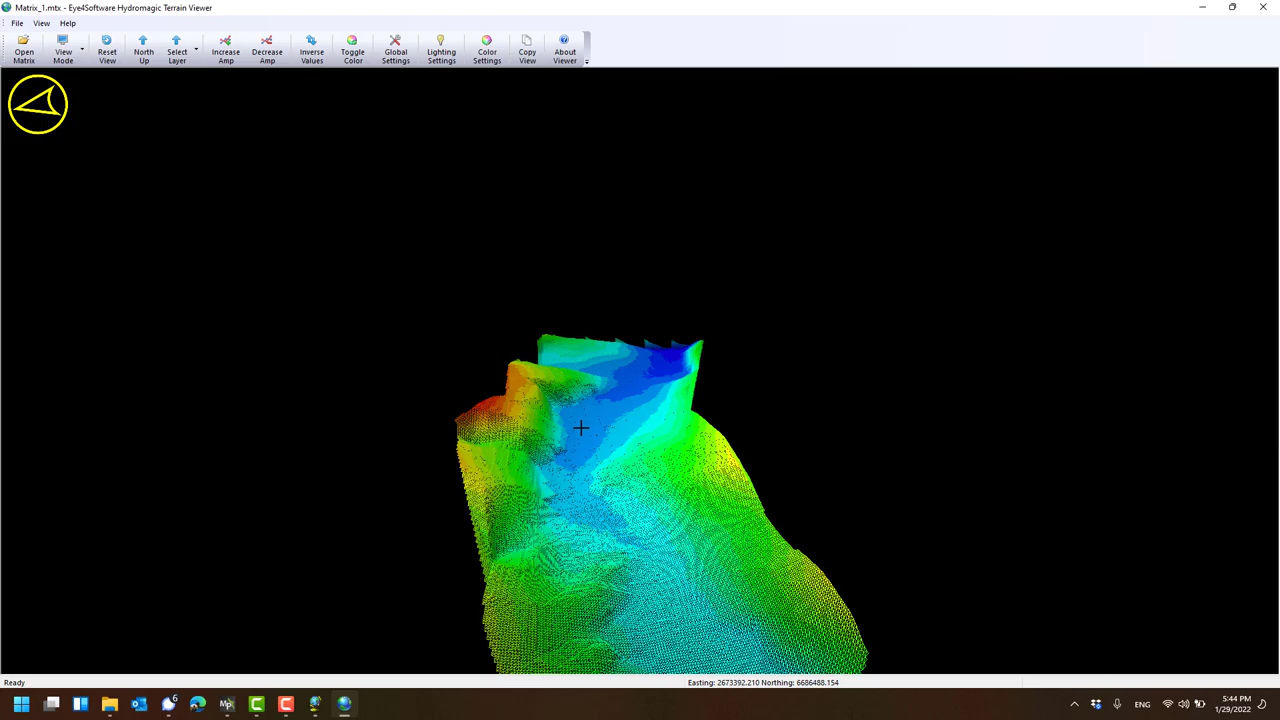 Matrix_1.mtx - Eye4Software Hydromagic Terrain Viewer
File View Help
Open Matrix
View Mode
Reset View
North Up
Select Layer
Increase Amp
Decrease Amp
Inverse Values
Toggle Color
Global Settings
Lighting Settings
Color Settings
Copy View
About Viewer
Ready
Easting: 2673392.210 Northing: 6686488.154
6
Mp
C
C
ENG
5:44 PM
1/29/2022